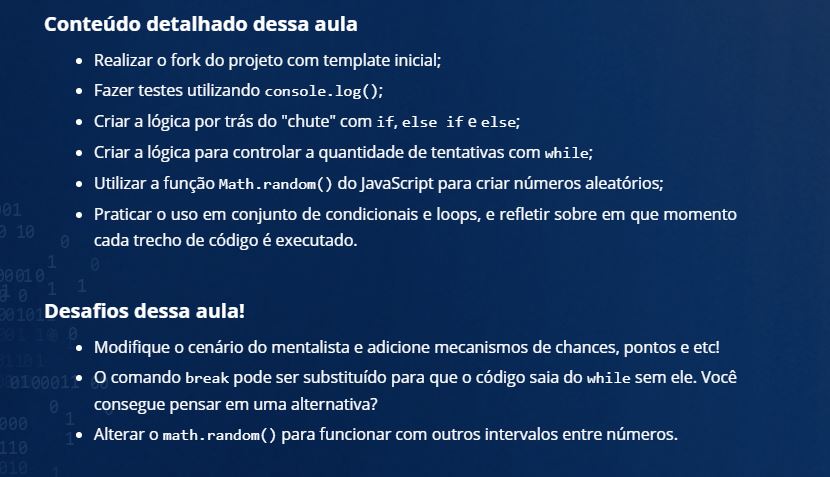 Conteúdo detalhado dessa aula
• Realizar o fork do projeto com template inicial;
• Fazer testes utilizando console.log();
• Criar a lógica por trás do "chute" com if, else if e else;
• Criar a lógica para controlar a quantidade de tentativas com while;
• Utilizar a função Math.random() do JavaScript para criar números aleatórios;
• Praticar o uso em conjunto de condicionais e loops, e refletir sobre em que momento
cada trecho de código é executado.
Desafios dessa aula!
• Modifique o cenário do mentalista e adicione mecanismos de chances, pontos e etc!
• O comando break pode ser substituído para que o código saia do while sem ele. Você
consegue pensar em uma alternativa?
• Alterar o math.random() para funcionar com outros intervalos entre números.